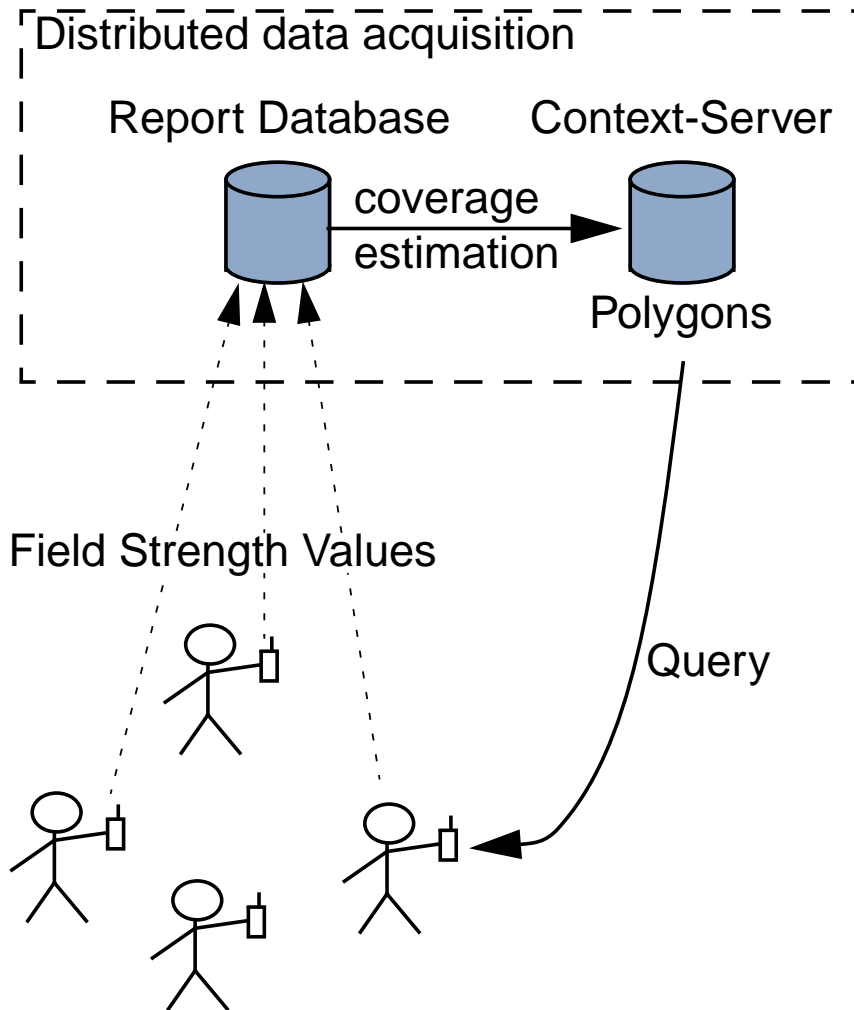 Distributed data acquisition
Report Database
Context-Server
coverage
estimation
Polygons
Field Strength Values
Query